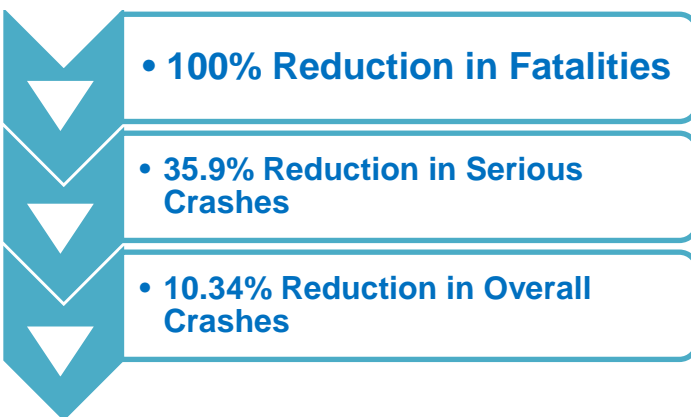 • 100% Reduction in Fatalities
• 35.9% Reduction in Serious
Crashes
• 10.34% Reduction in Overall
Crashes